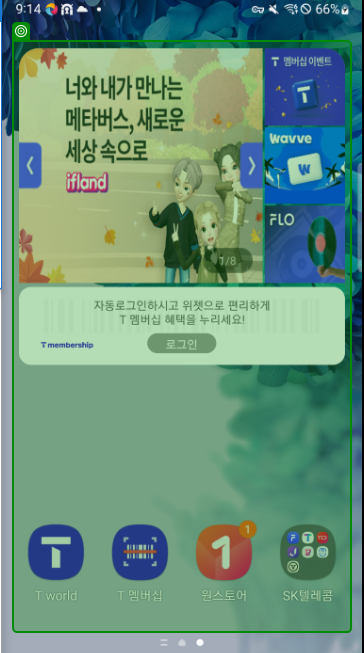 9:14
66%
너와 내가 만나는
메타버스, 새로운
세상 속으로
ifland
1/8
T 멤버십 이벤트
T
wavve
W
FLO
자동로그인하시고 위젯으로 편리하게
T 멤버십 혜택을 누리세요!
T membership
로그인
T world
T 멤버십
1
1
원스토어
SK텔레콤